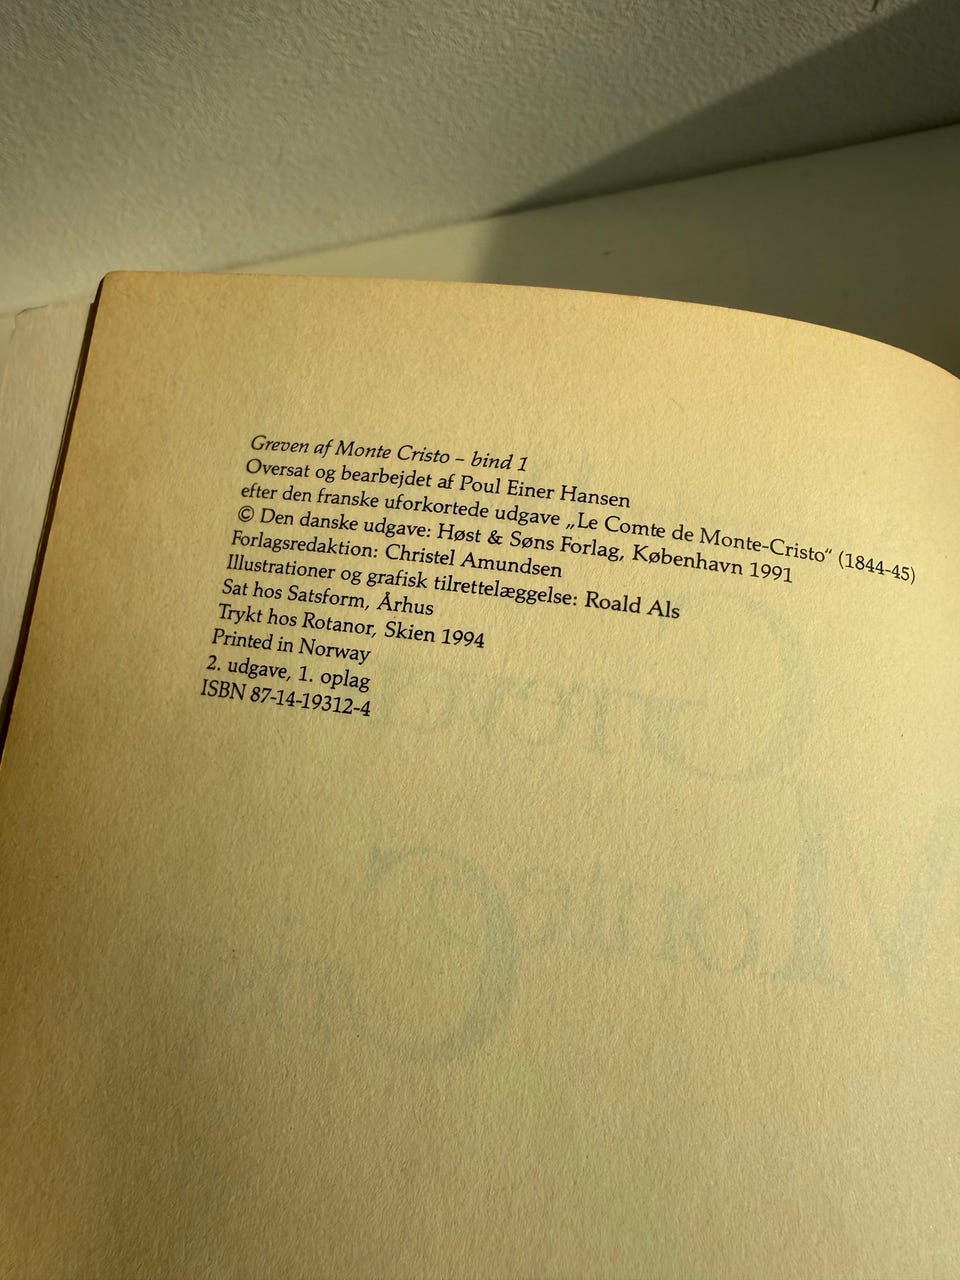 Greven af Monte Cristo – bind 1
Oversat og bearbejdet af Poul Einer Hansen
efter den franske uforkortede udgave „Le Comte de Monte-Cristo“ (1844-45)
© Den danske udgave: Høst & Søns Forlag, København 1991
Forlagsredaktion: Christel Amundsen
Illustrationer og grafisk tilrettelæggelse: Roald Als
Sat hos Satsform, Århus
Trykt hos Rotanor, Skien 1994
Printed in Norway
2. udgave, 1. oplag
ISBN 87-14-19312-4